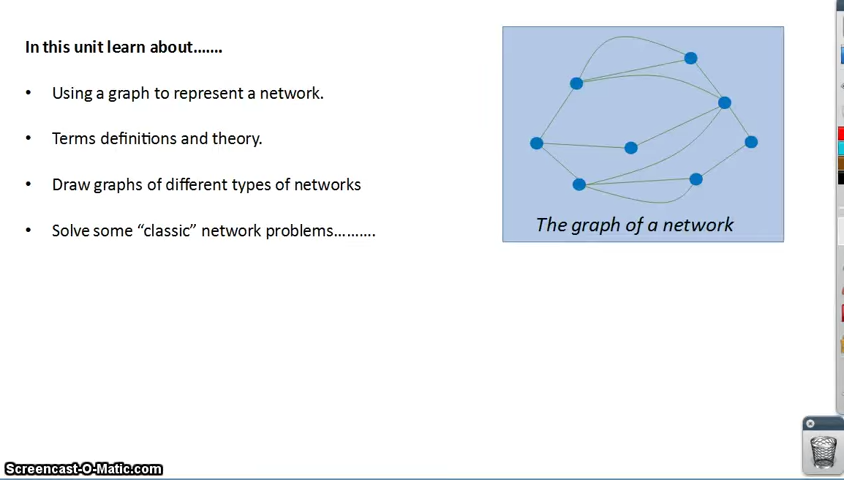 In this unit learn about.......
• Using a graph to represent a network.
• Terms definitions and theory.
• Draw graphs of different types of networks
• Solve some “classic” network problems..........
The graph of a network
Screencast-O-Matic.com